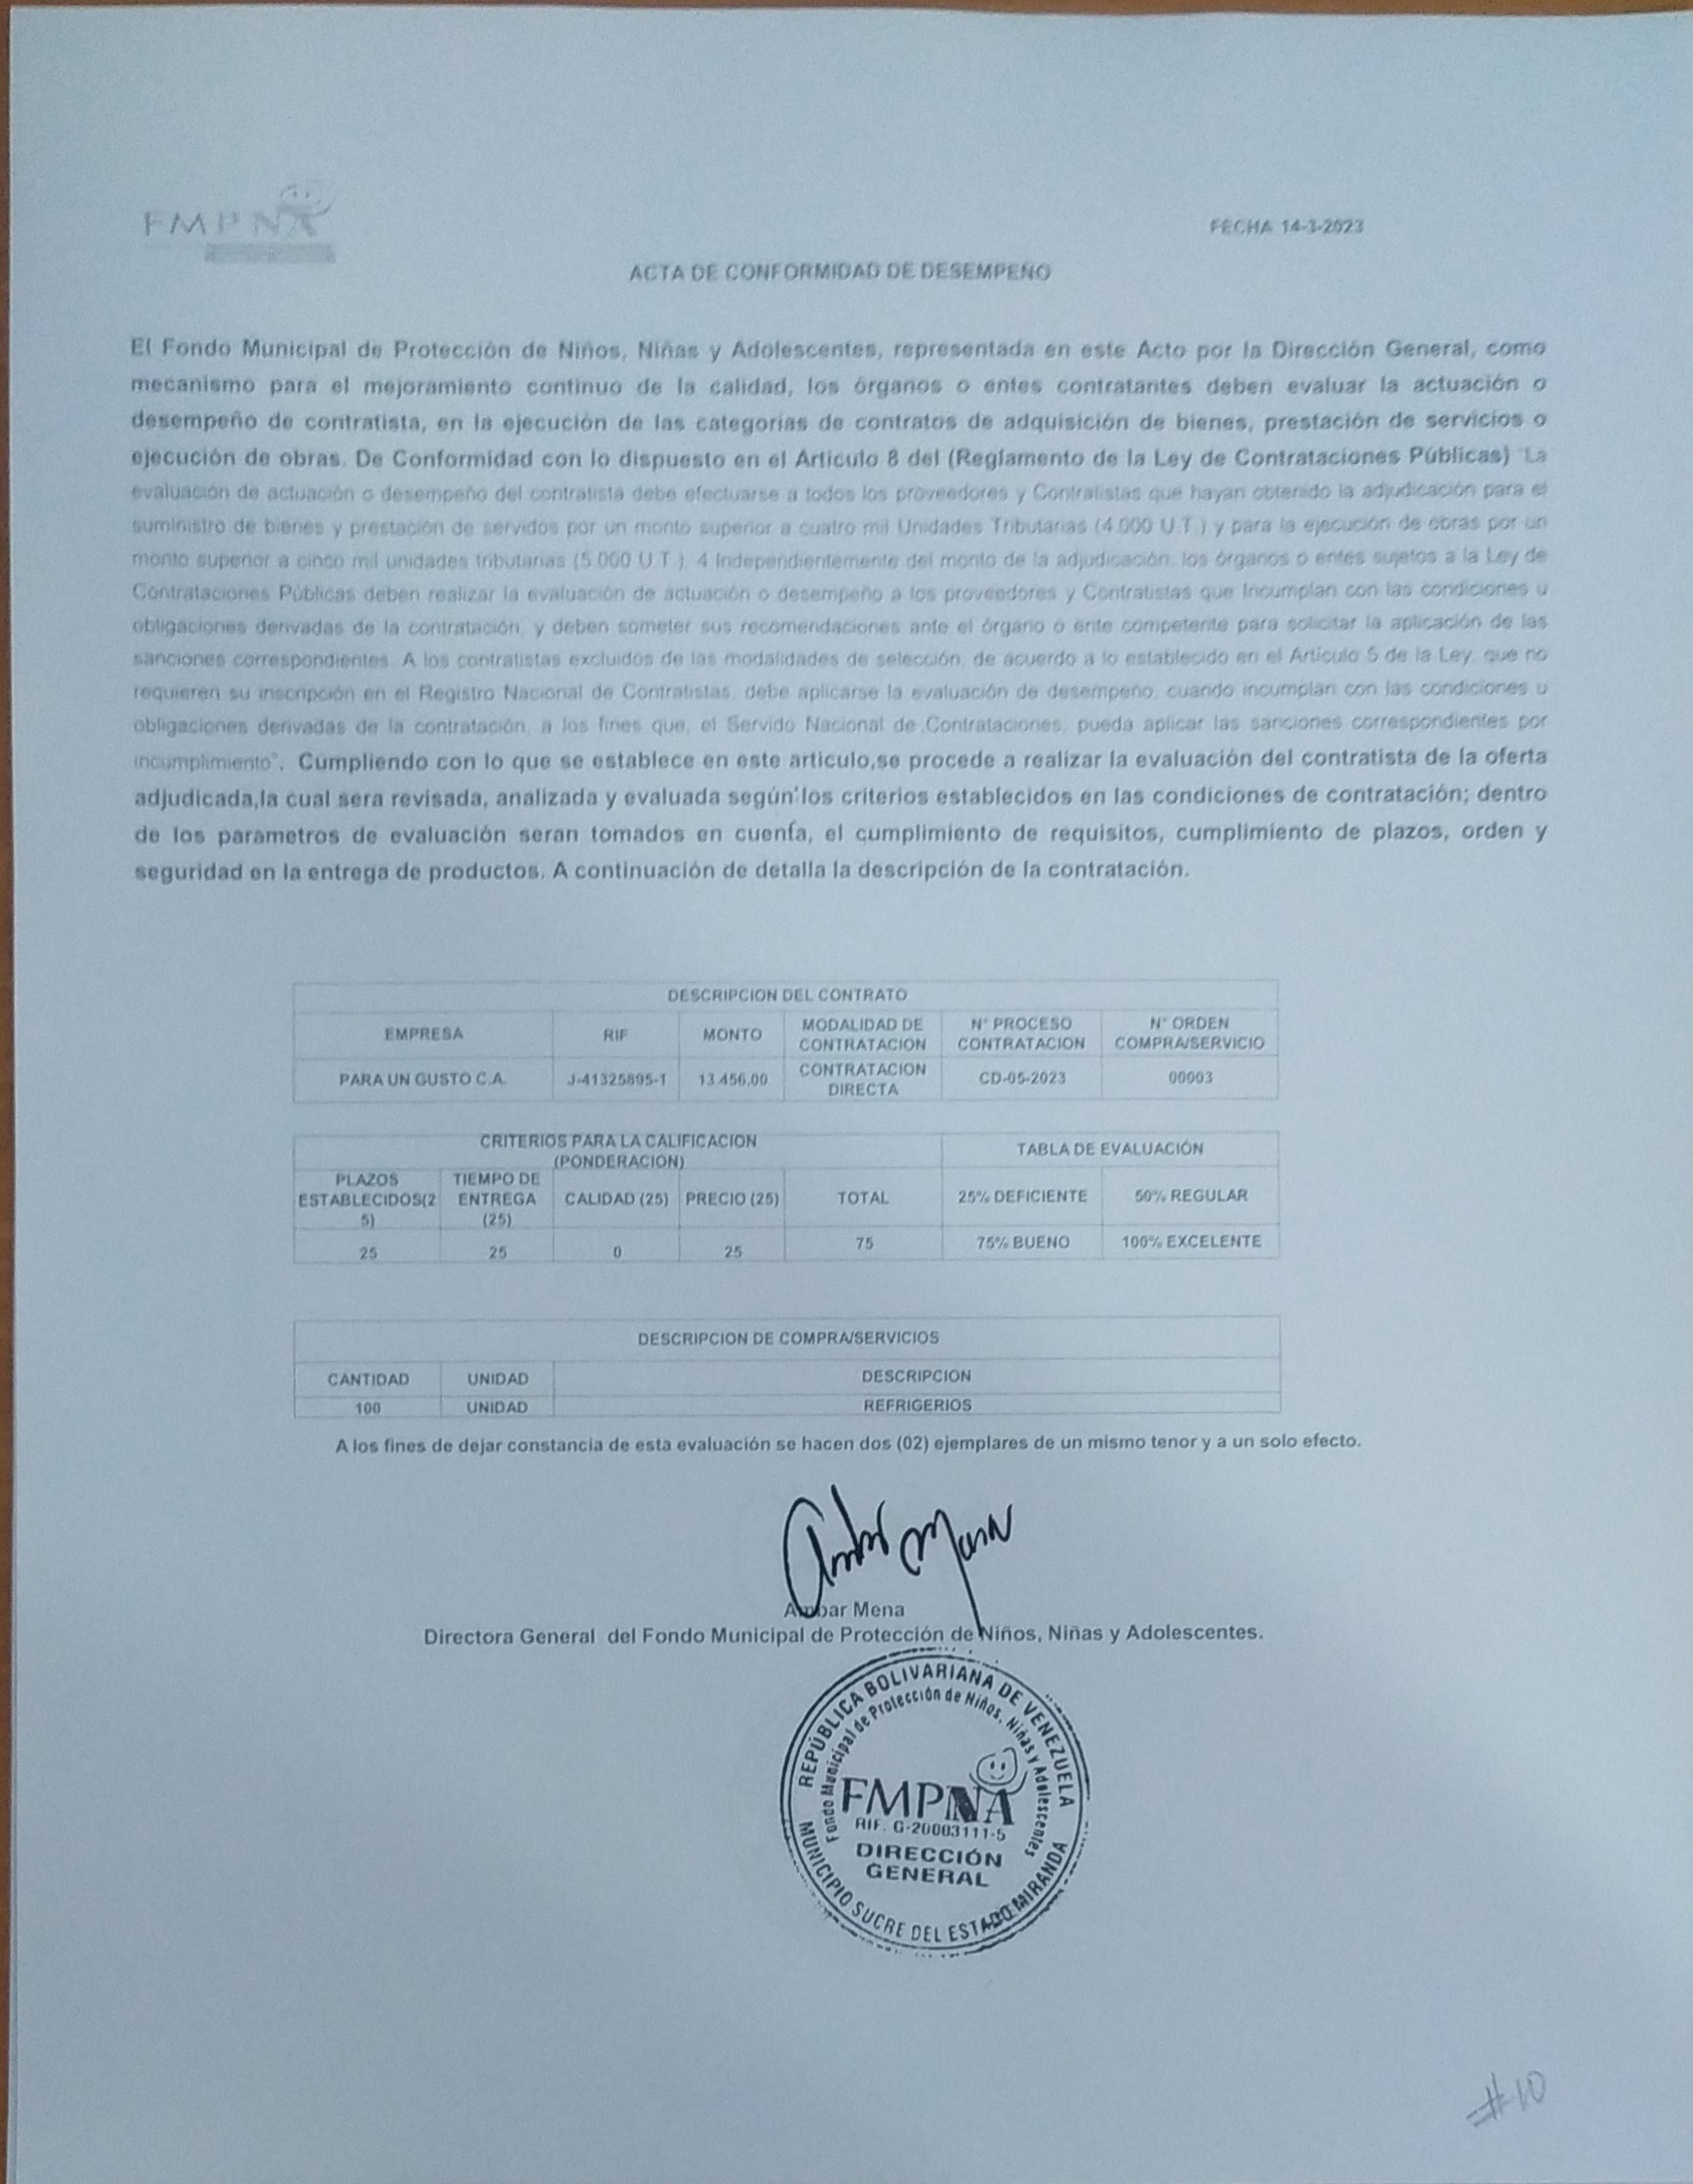 FMPNA
FECHA 14-3-2023
ACTA DE CONFORMIDAD DE DESEMPEÑO
El Fondo Municipal de Protección de Niños, Niñas y Adolescentes, representada en este Acto por la Dirección General, como
mecanismo para el mejoramiento continuo de la calidad, los órganos o entes contratantes deben evaluar la actuación o
desempeño de contratista, en la ejecución de las categorías de contratos de adquisición de bienes, prestación de servicios o
ejecución de obras. De Conformidad con lo dispuesto en el Articulo 8 del (Reglamento de la Ley de Contrataciones Públicas) "La
evaluación de actuación o desempeño del contratista debe efectuarse a todos los proveedores y Contratistas que hayan obtenido la adjudicación para el
suministro de bienes y prestación de servidos por un monto superior a cuatro mil Unidades Tributarias (4.000 U.T.) y para la ejecución de obras por un
monto superior a cinco mil unidades tributarias (5.000 U.T.). 4 Independientemente del monto de la adjudicación, los órganos o entes sujetos a la Ley de
Contrataciones Públicas deben realizar la evaluación de actuación o desempeño a los proveedores y Contratistas que Incumplan con las condiciones u
obligaciones derivadas de la contratación, y deben someter sus recomendaciones ante el órgano o ente competente para solicitar la aplicación de las
sanciones correspondientes. A los contratistas excluidos de las modalidades de selección, de acuerdo a lo establecido en el Artículo 5 de la Ley, que no
requieren su inscripción en el Registro Nacional de Contratistas, debe aplicarse la evaluación de desempeño, cuando incumplan con las condiciones u
obligaciones derivadas de la contratación, a los fines que, el Servido Nacional de Contrataciones, pueda aplicar las sanciones correspondientes por
incumplimiento". Cumpliendo con lo que se establece en este articulo,se procede a realizar la evaluación del contratista de la oferta
adjudicada,la cual sera revisada, analizada y evaluada según los criterios establecidos en las condiciones de contratación; dentro
de los parametros de evaluación seran tomados en cuenta, el cumplimiento de requisitos, cumplimiento de plazos, orden y
seguridad en la entrega de productos. A continuación de detalla la descripción de la contratación.
DESCRIPCION DEL CONTRATO
EMPRESA RIF MONTO MODALIDAD DE CONTRATACION N° PROCESO CONTRATACION N° ORDEN COMPRA/SERVICIO
PARA UN GUSTO C.A. J-41325895-1 13.456,00 CONTRATACION DIRECTA CD-05-2023 00003
CRITERIOS PARA LA CALIFICACION (PONDERACION) TABLA DE EVALUACIÓN
PLAZOS ESTABLECIDOS(25) TIEMPO DE ENTREGA (25) CALIDAD (25) PRECIO (25) TOTAL 25% DEFICIENTE 50% REGULAR
25 25 0 25 75 75% BUENO 100% EXCELENTE
DESCRIPCION DE COMPRA/SERVICIOS
CANTIDAD UNIDAD DESCRIPCION
100 UNIDAD REFRIGERIOS
A los fines de dejar constancia de esta evaluación se hacen dos (02) ejemplares de un mismo tenor y a un solo efecto.
Ambar Mena
Ambar Mena
Directora General del Fondo Municipal de Protección de Niños, Niñas y Adolescentes.
REPÚBLICA BOLIVARIANA DE VENEZUELA
Fondo Municipal de Protección de Niños, Niñas y Adolescentes
FMPNA
RIF. G-20003111-5
DIRECCIÓN
GENERAL
MUNICIPIO SUCRE DEL ESTADO MIRANDA
#10